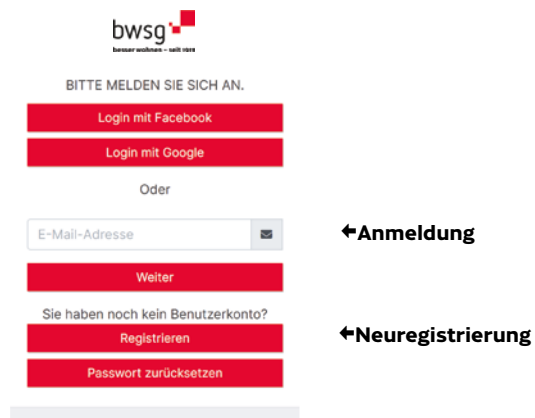 bwsg
besser wohnen – seit 1911
BITTE MELDEN SIE SICH AN.
Login mit Facebook
Login mit Google
Oder
E-Mail-Adresse
←Anmeldung
Weiter
Sie haben noch kein Benutzerkonto?
Registrieren
←Neuregistrierung
Passwort zurücksetzen